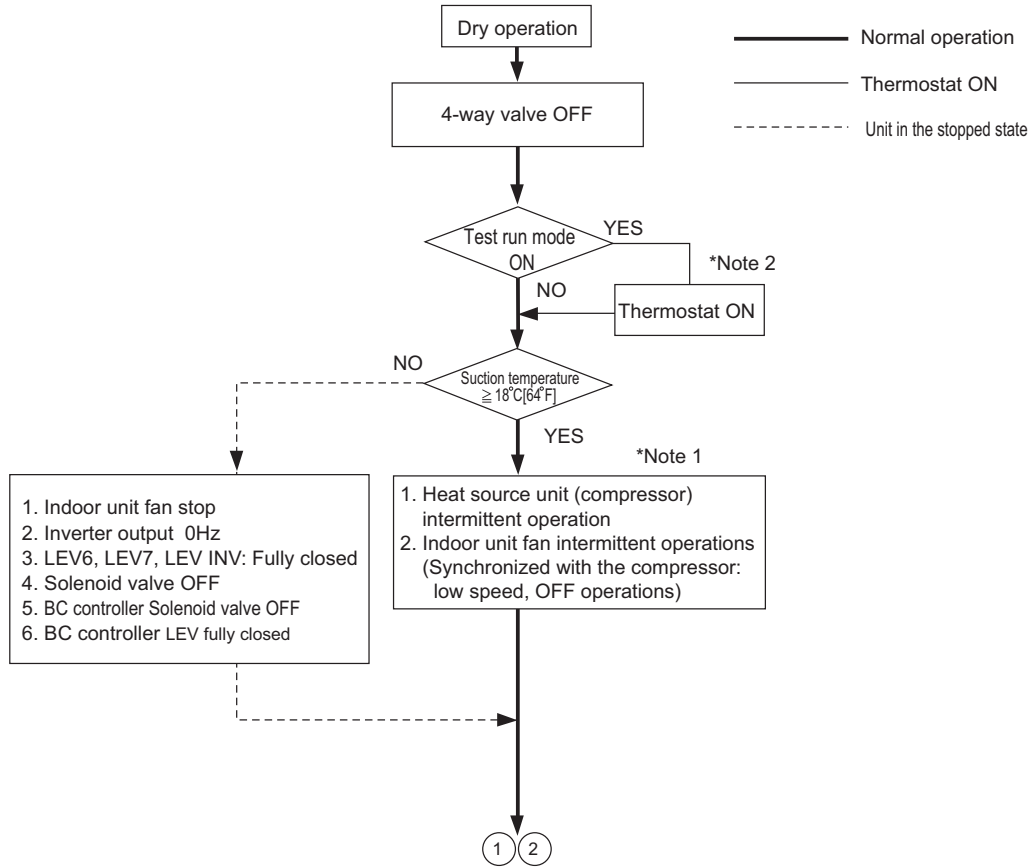 Dry operation
Normal operation
Thermostat ON
Unit in the stopped state
4-way valve OFF
Test run mode
ON
YES
*Note 2
NO
Thermostat ON
NO
Suction temperature
≧ 18°C[64°F]
YES
*Note 1
1. Indoor unit fan stop
2. Inverter output 0Hz
3. LEV6, LEV7, LEV INV: Fully closed
4. Solenoid valve OFF
5. BC controller Solenoid valve OFF
6. BC controller LEV fully closed
1. Heat source unit (compressor)
intermittent operation
2. Indoor unit fan intermittent operations
(Synchronized with the compressor:
low speed, OFF operations)
1 2